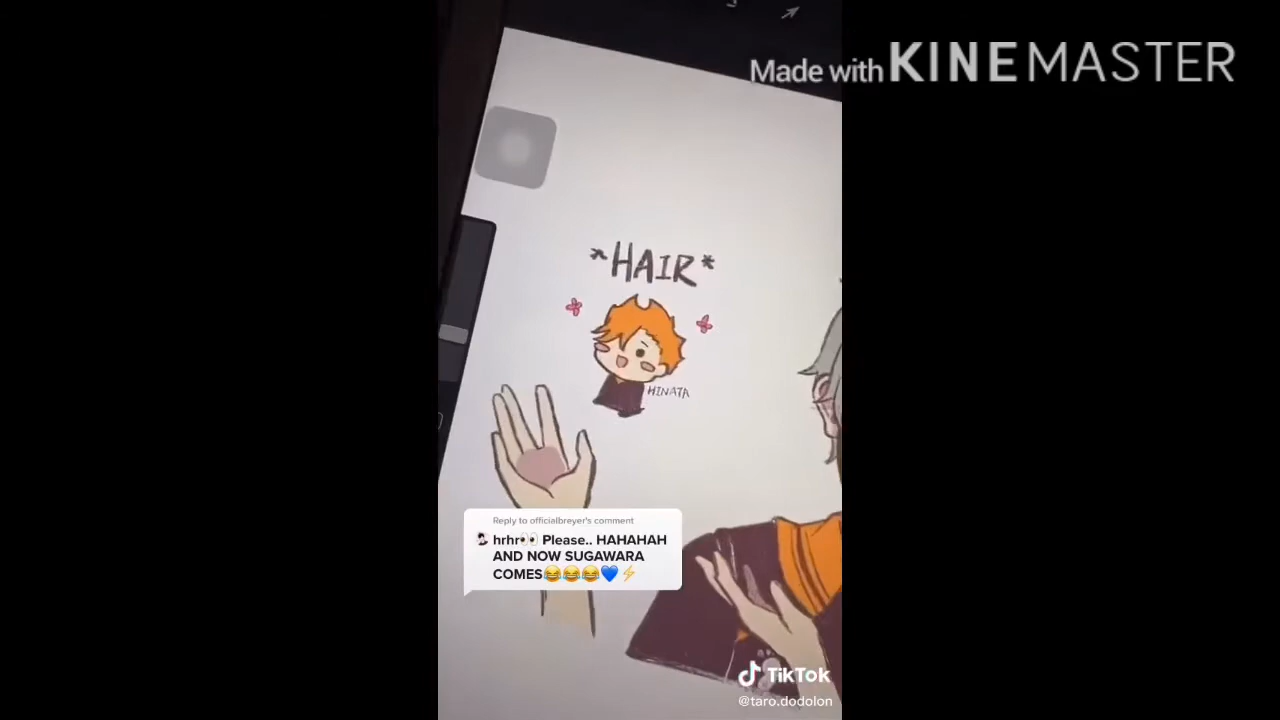 Made with KINEMASTER
*HAIR*
HINATA
Reply to officialbreyer's comment
hrhr👀 Please.. HAHAHAH
AND NOW SUGAWARA
COMES😂😂😂💙⚡
TikTok
@taro.dodolon